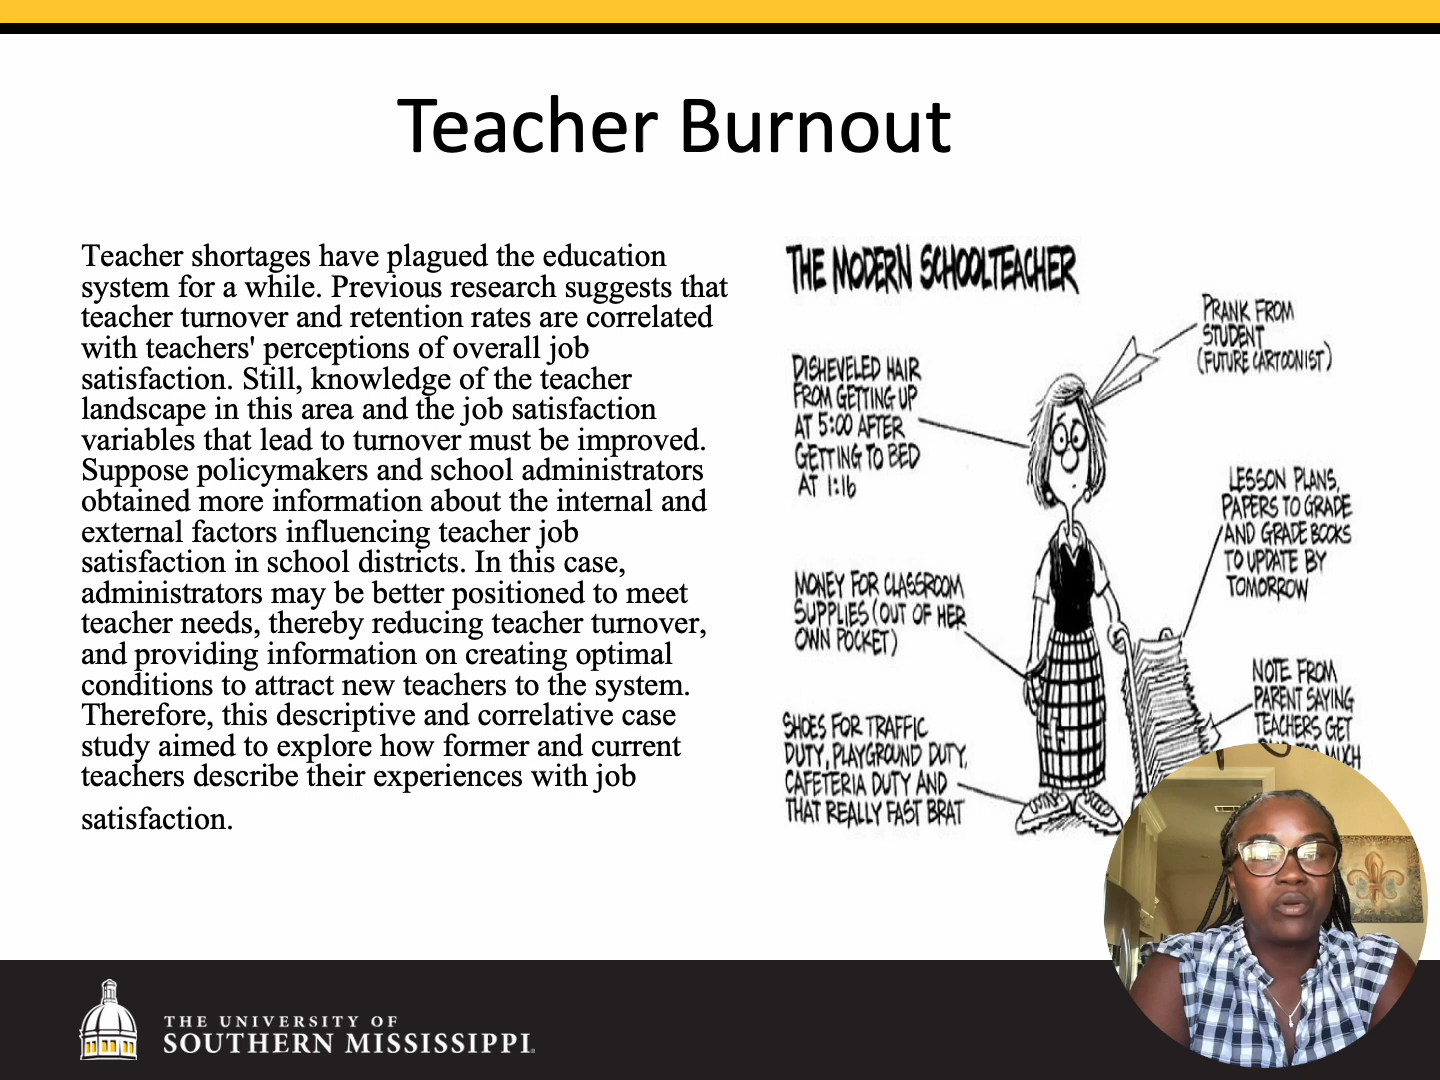 Teacher Burnout
Teacher shortages have plagued the education
system for a while. Previous research suggests that
teacher turnover and retention rates are correlated
with teachers' perceptions of overall job
satisfaction. Still, knowledge of the teacher
landscape in this area and the job satisfaction
variables that lead to turnover must be improved.
Suppose policymakers and school administrators
obtained more information about the internal and
external factors influencing teacher job
satisfaction in school districts. In this case,
administrators may be better positioned to meet
teacher needs, thereby reducing teacher turnover,
and providing information on creating optimal
conditions to attract new teachers to the system.
Therefore, this descriptive and correlative case
study aimed to explore how former and current
teachers describe their experiences with job
satisfaction.
THE MODERN SCHOOLTEACHER
PRANK FROM
STUDENT
(FUTURE CARTOONIST)
DISHEVELED HAIR
FROM GETTING UP
AT 5:00 AFTER
GETTING TO BED
AT 1:16
LESSON PLANS,
PAPERS TO GRADE
AND GRADE BOOKS
TO UPDATE BY
TOMORROW
MONEY FOR CLASSROOM
SUPPLIES (OUT OF HER
OWN POCKET)
NOTE FROM
PARENT SAYING
TEACHERS GET
MUCH
SHOES FOR TRAFFIC
DUTY, PLAYGROUND DUTY,
CAFETERIA DUTY AND
THAT REALLY FAST BRAT
THE UNIVERSITY OF
SOUTHERN MISSISSIPPI